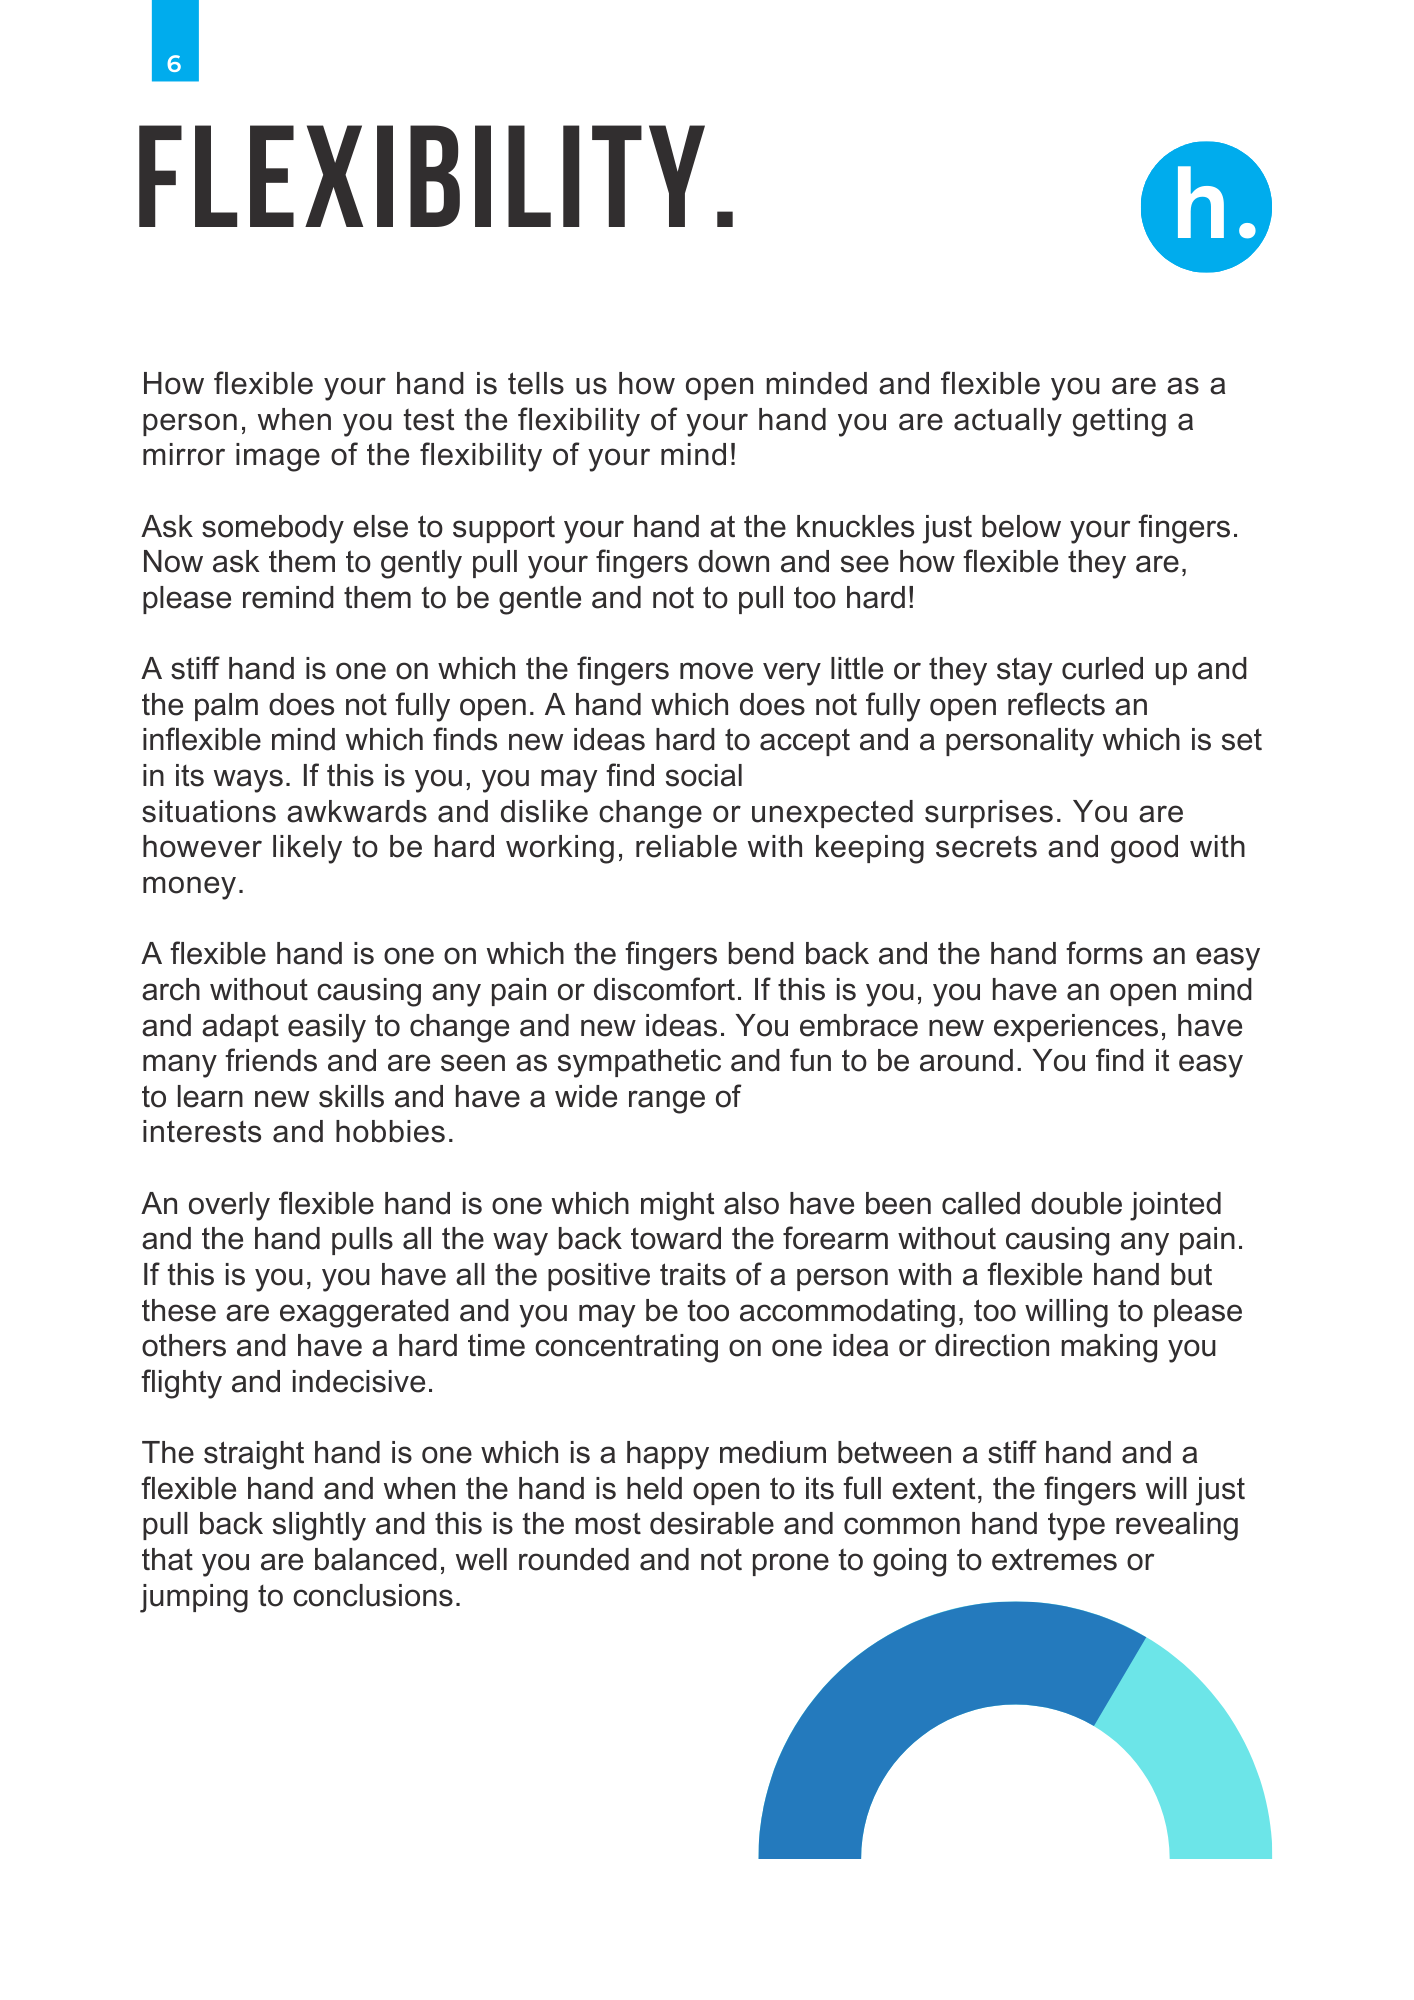 6
FLEXIBILITY.
h.
How flexible your hand is tells us how open minded and flexible you are as a
person, when you test the flexibility of your hand you are actually getting a
mirror image of the flexibility of your mind!
Ask somebody else to support your hand at the knuckles just below your fingers.
Now ask them to gently pull your fingers down and see how flexible they are,
please remind them to be gentle and not to pull too hard!
A stiff hand is one on which the fingers move very little or they stay curled up and
the palm does not fully open. A hand which does not fully open reflects an
inflexible mind which finds new ideas hard to accept and a personality which is set
in its ways. If this is you, you may find social
situations awkwards and dislike change or unexpected surprises. You are
however likely to be hard working, reliable with keeping secrets and good with
money.
A flexible hand is one on which the fingers bend back and the hand forms an easy
arch without causing any pain or discomfort. If this is you, you have an open mind
and adapt easily to change and new ideas. You embrace new experiences, have
many friends and are seen as sympathetic and fun to be around. You find it easy
to learn new skills and have a wide range of
interests and hobbies.
An overly flexible hand is one which might also have been called double jointed
and the hand pulls all the way back toward the forearm without causing any pain.
If this is you, you have all the positive traits of a person with a flexible hand but
these are exaggerated and you may be too accommodating, too willing to please
others and have a hard time concentrating on one idea or direction making you
flighty and indecisive.
The straight hand is one which is a happy medium between a stiff hand and a
flexible hand and when the hand is held open to its full extent, the fingers will just
pull back slightly and this is the most desirable and common hand type revealing
that you are balanced, well rounded and not prone to going to extremes or
jumping to conclusions.